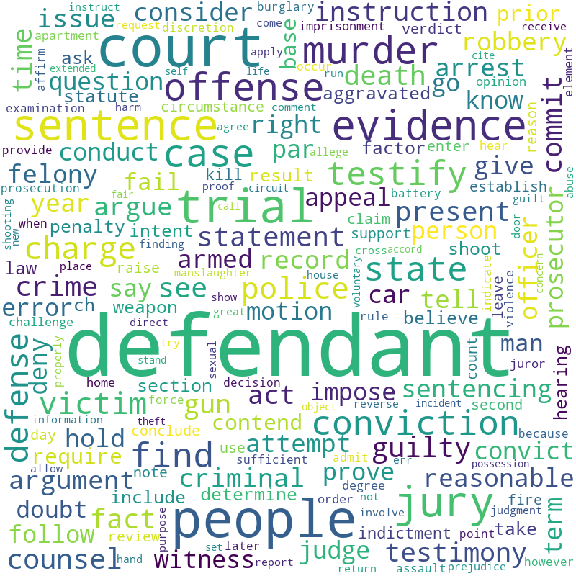 request discretion burglary come
issue consider instruction prior
instruct imprisonment verdict receive
apartment court murder robbery
time affirm extended question base death apply arrest cite element
statute ask self life occur run opinion
examination harm circumstance comment aggravated go know commit
sentence offense evidence
provide conduct case agree right allege factor enter hear reason
felony prosecution fail kill par testify give
year proof result circuit establish guilt abuse
shooting new when argue fair trial call appeal battery present door
penalty intent finding statement claim support person prosecutor
charge armed record cross accord shoot officer concern
law place raise manslaughter house state indicate
crime say see police voluntary car tell leave violence
error ch weapon show great motion rule believe man
challenge direct defendant count juror hearing
defense deny properly stand try
home section sexual decision act impose sentencing
victim force gun object reverse incident second because
information theft contend conviction
day hold conclude use attempt admit err guilty convict
require find sufficient possession
allow note criminal prove degree reasonable
argument include determine order not fire term
doubt purpose people indictment involve point jury take judgment
follow fact review
counsel hand witness set later report judge return testimony assault prejudice however